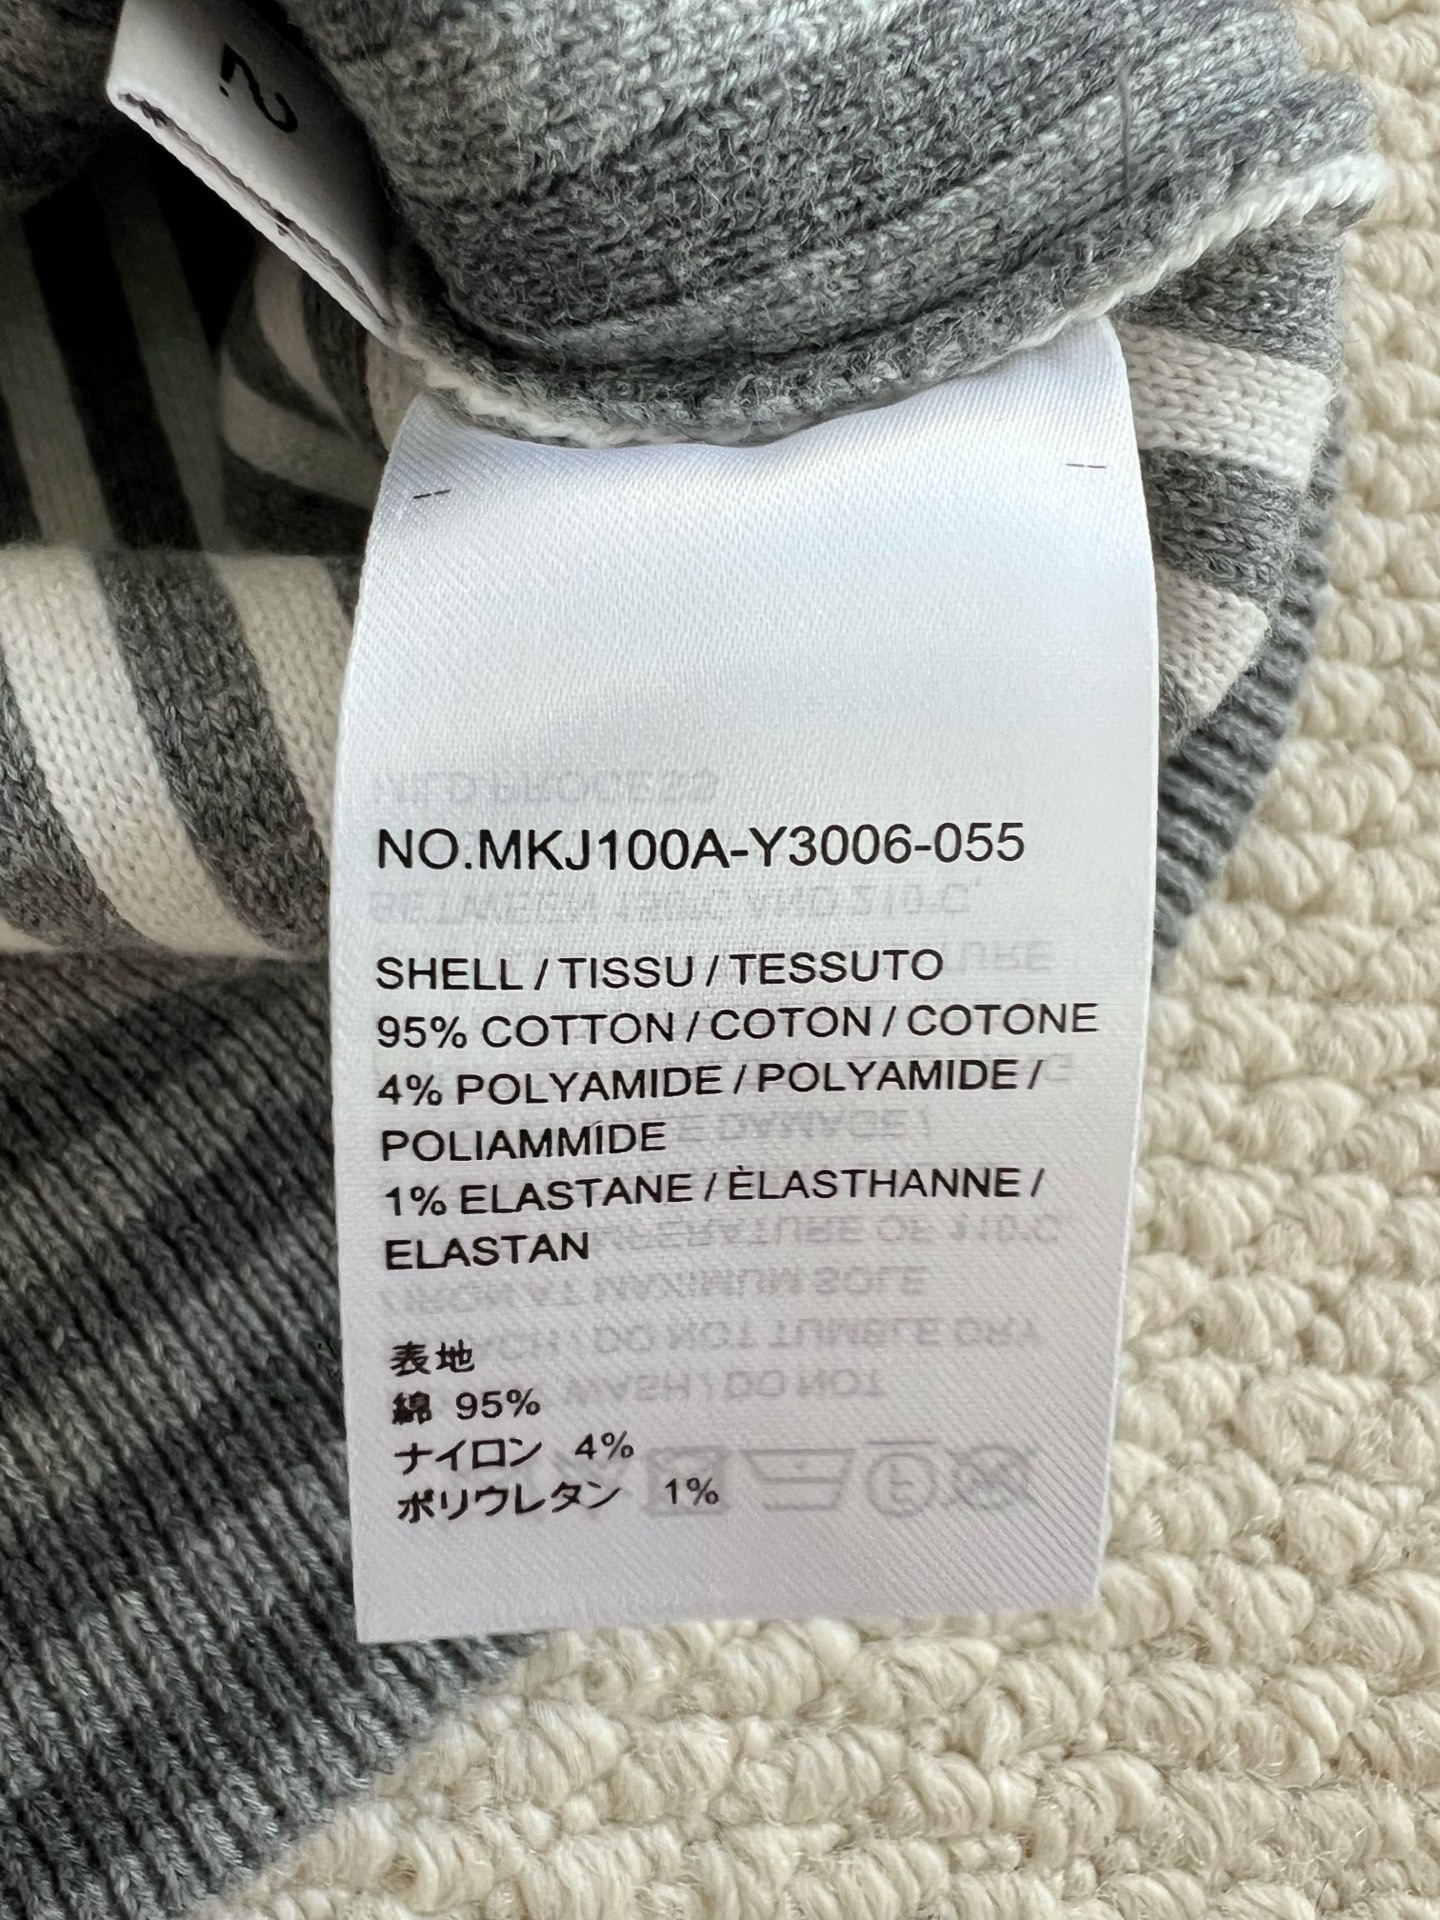 2
NO.MKJ100A-Y3006-055
SHELL / TISSU / TESSUTO
95% COTTON / COTON / COTONE
4% POLYAMIDE / POLYAMIDE /
POLIAMMIDE
1% ELASTANE / ÈLASTHANNE /
ELASTAN
表地
綿 95%
ナイロン 4%
ポリウレタン 1%